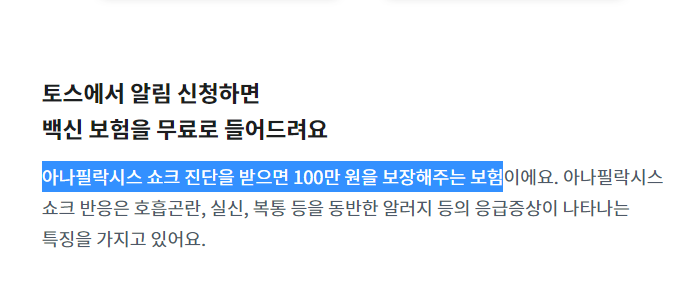 토스에서 알림 신청하면
백신 보험을 무료로 들어드려요
아나필락시스 쇼크 진단을 받으면 100만 원을 보장해주는 보험이에요. 아나필락시스
쇼크 반응은 호흡곤란, 실신, 복통 등을 동반한 알러지 등의 응급증상이 나타나는
특징을 가지고 있어요.